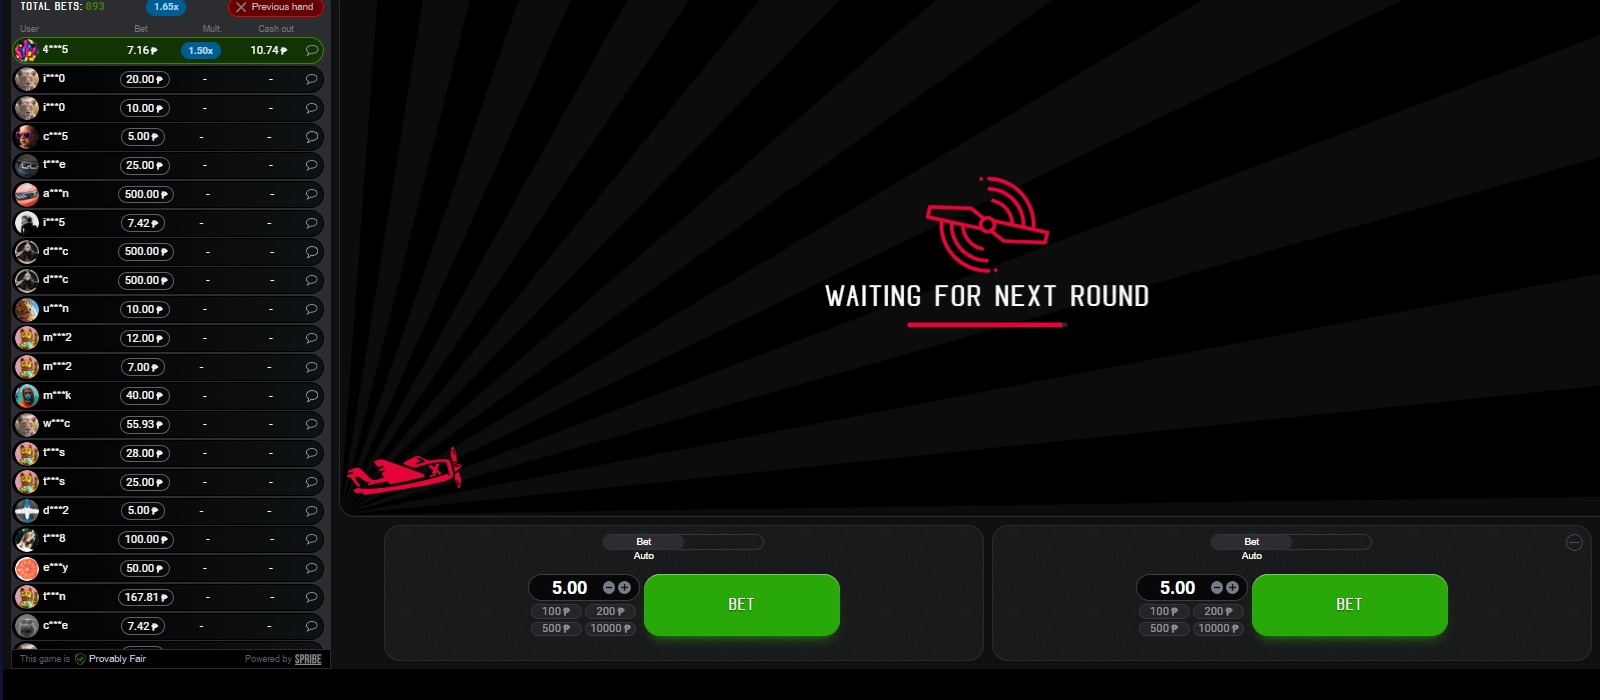 TOTAL BETS: 893 1.65x Previous hand
User Bet Mult. Cash out
4***5 7.16₱ 1.50x 10.74₱
i***0 20.00₱ - -
i***0 10.00₱ - -
c***5 5.00₱ - -
t***e 25.00₱ - -
a***n 500.00₱ - -
i***5 7.42₱ - -
d***c 500.00₱ - -
d***c 500.00₱ - -
u***n 10.00₱ - -
m***2 12.00₱ - -
m***2 7.00₱ - -
m***k 40.00₱ - -
w***c 55.93₱ - -
t***s 28.00₱ - -
t***s 25.00₱ - -
d***2 5.00₱ - -
t***8 100.00₱ - -
e***y 50.00₱ - -
t***n 167.81₱ - -
c***e 7.42₱ - -
This game is Provably Fair Powered by SPRIBE
WAITING FOR NEXT ROUND
X
Bet
Auto
5.00
100₱ 200₱
500₱ 10000₱
BET
Bet
Auto
5.00
100₱ 200₱
500₱ 10000₱
BET